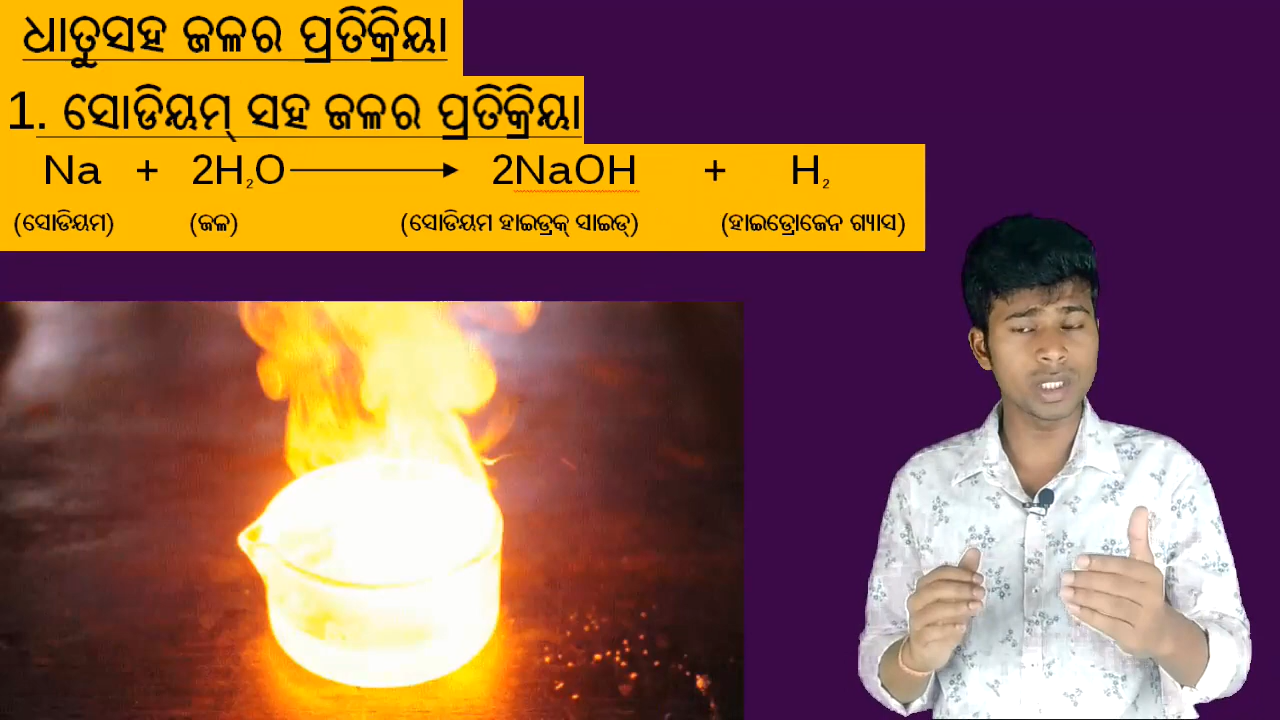 ଧାତୁସହ ଜଳର ପ୍ରତିକ୍ରିୟା
1. ସୋଡିୟମ୍ ସହ ଜଳର ପ୍ରତିକ୍ରିୟା
Na + 2H₂O → 2NaOH + H₂
(ସୋଡିୟମ) (ଜଳ) (ସୋଡିୟମ ହାଇଡ୍ରକ୍ ସାଇଡ୍) (ହାଇଡ୍ରୋଜେନ ଗ୍ୟାସ)